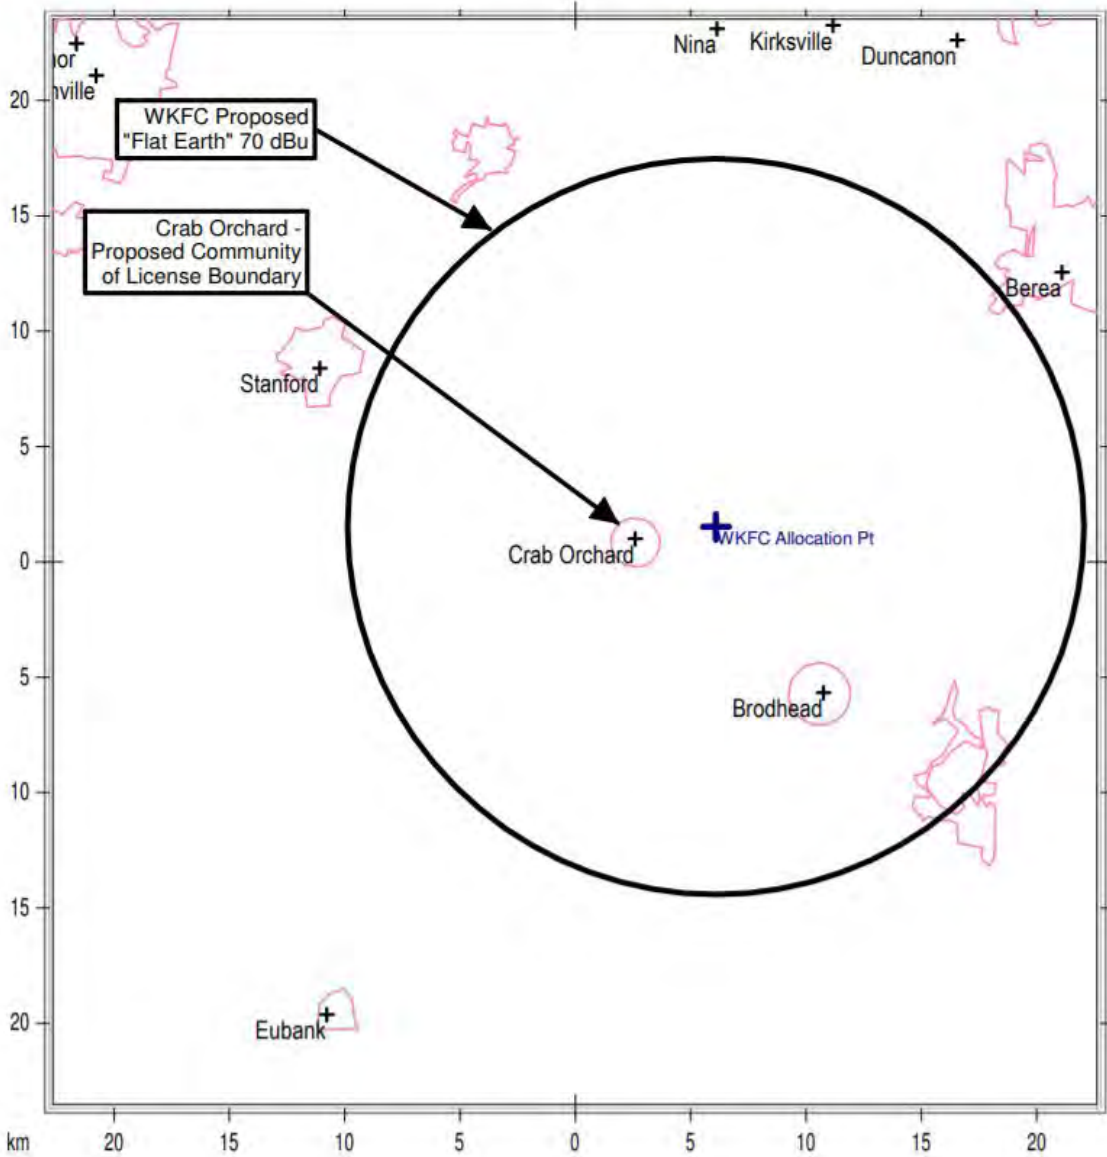 Nina
Kirksville
Duncanon
nor
nville
20
WKFC Proposed
"Flat Earth" 70 dBu
15
Crab Orchard -
Proposed Community
of License Boundary
Berea
10
Stanford
5
WKFC Allocation Pt
Crab Orchard
0
5
Brodhead
10
15
20
Eubank
km
20
15
10
5
0
5
10
15
20